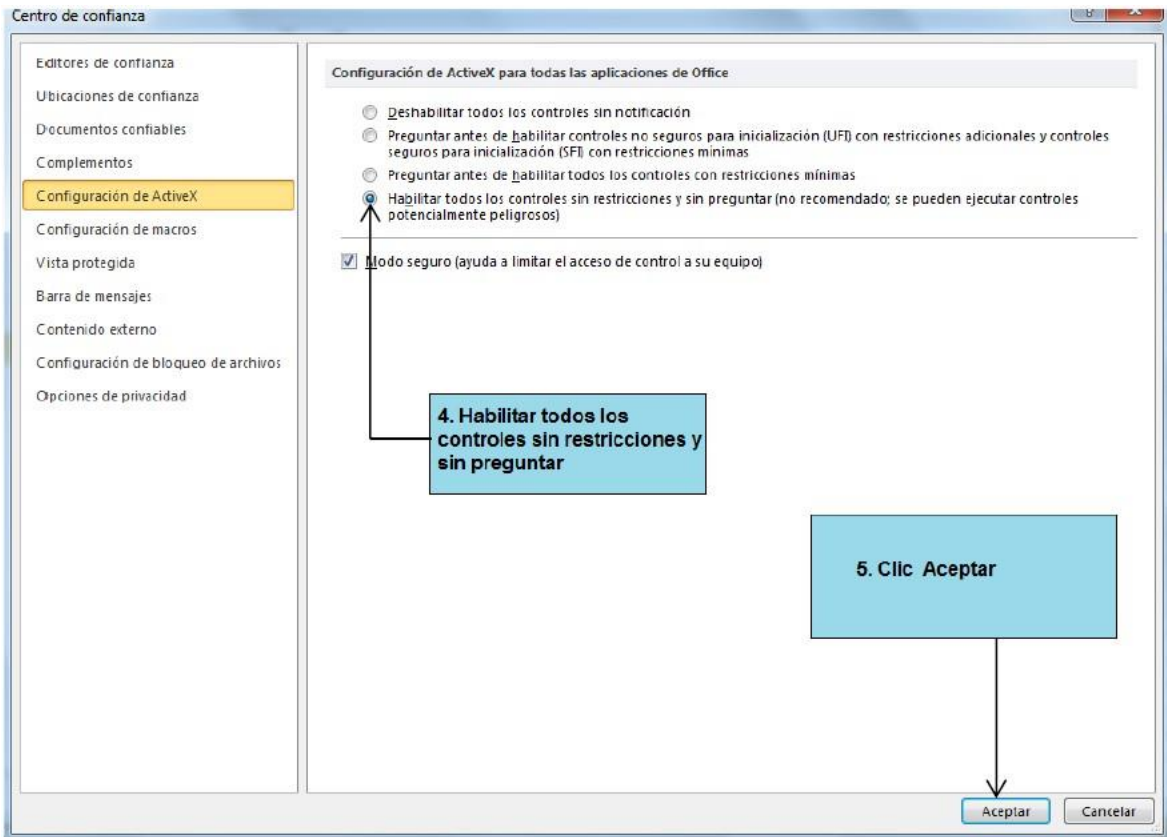 Centro de confianza
Editores de confianza
Ubicaciones de confianza
Documentos confiables
Complementos
Configuración de ActiveX
Configuración de macros
Vista protegida
Barra de mensajes
Contenido externo
Configuración de bloqueo de archivos
Opciones de privacidad
Configuración de ActiveX para todas las aplicaciones de Office
Deshabilitar todos los controles sin notificación
Preguntar antes de habilitar controles no seguros para inicialización (UFI) con restricciones adicionales y controles
seguros para inicialización (SFI) con restricciones mínimas
Preguntar antes de habilitar todos los controles con restricciones mínimas
Habilitar todos los controles sin restricciones y sin preguntar (no recomendado; se pueden ejecutar controles
potencialmente peligrosos)
Modo seguro (ayuda a limitar el acceso de control a su equipo)
4. Habilitar todos los
controles sin restricciones y
sin preguntar
5. Clic Aceptar
Aceptar
Cancelar